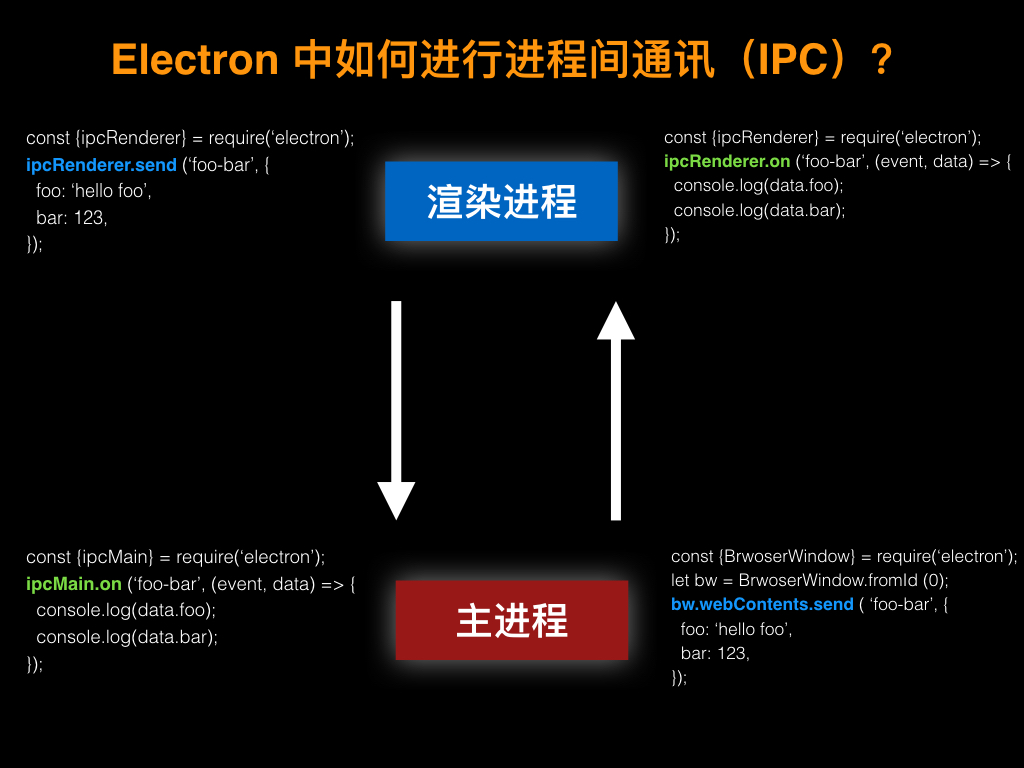 Electron 中如何进行进程间通讯（IPC）？
const {ipcRenderer} = require(‘electron’);
ipcRenderer.send (‘foo-bar’, {
foo: ‘hello foo’,
bar: 123,
});
渲染进程
const {ipcRenderer} = require(‘electron’);
ipcRenderer.on (‘foo-bar’, (event, data) => {
console.log(data.foo);
console.log(data.bar);
});
const {ipcMain} = require(‘electron’);
ipcMain.on (‘foo-bar’, (event, data) => {
console.log(data.foo);
console.log(data.bar);
});
主进程
const {BrwoserWindow} = require(‘electron’);
let bw = BrwoserWindow.fromId (0);
bw.webContents.send ( ‘foo-bar’, {
foo: ‘hello foo’,
bar: 123,
});